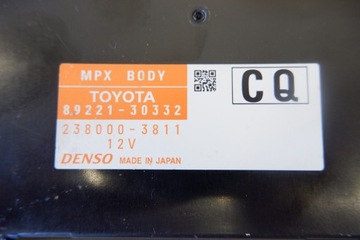 MPX BODY
CQ
TOYOTA
89221-30332
238000-3811
12V
DENSO MADE IN JAPAN